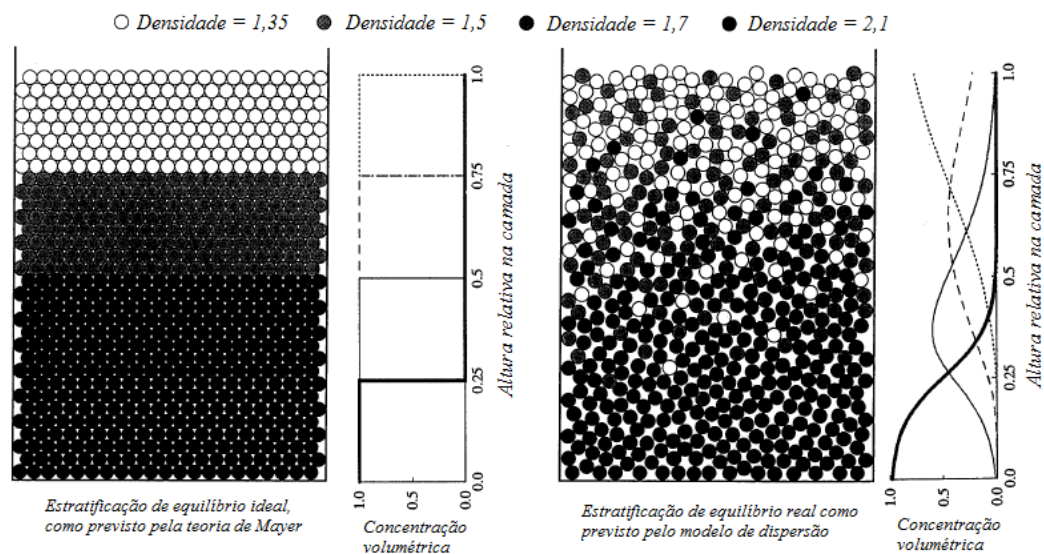 Densidade = 1,35 Densidade = 1,5 Densidade = 1,7 Densidade = 2,1
1.0
0.75
0.5
0.25
0.0
Altura relativa na camada
1.0 0.5 0.0
Concentração
volumétrica
Estratificação de equilíbrio ideal,
como previsto pela teoria de Mayer
1.0
0.75
0.5
0.25
0.0
Altura relativa na camada
1.0 0.5 0.0
Concentração
volumétrica
Estratificação de equilíbrio real como
previsto pelo modelo de dispersão